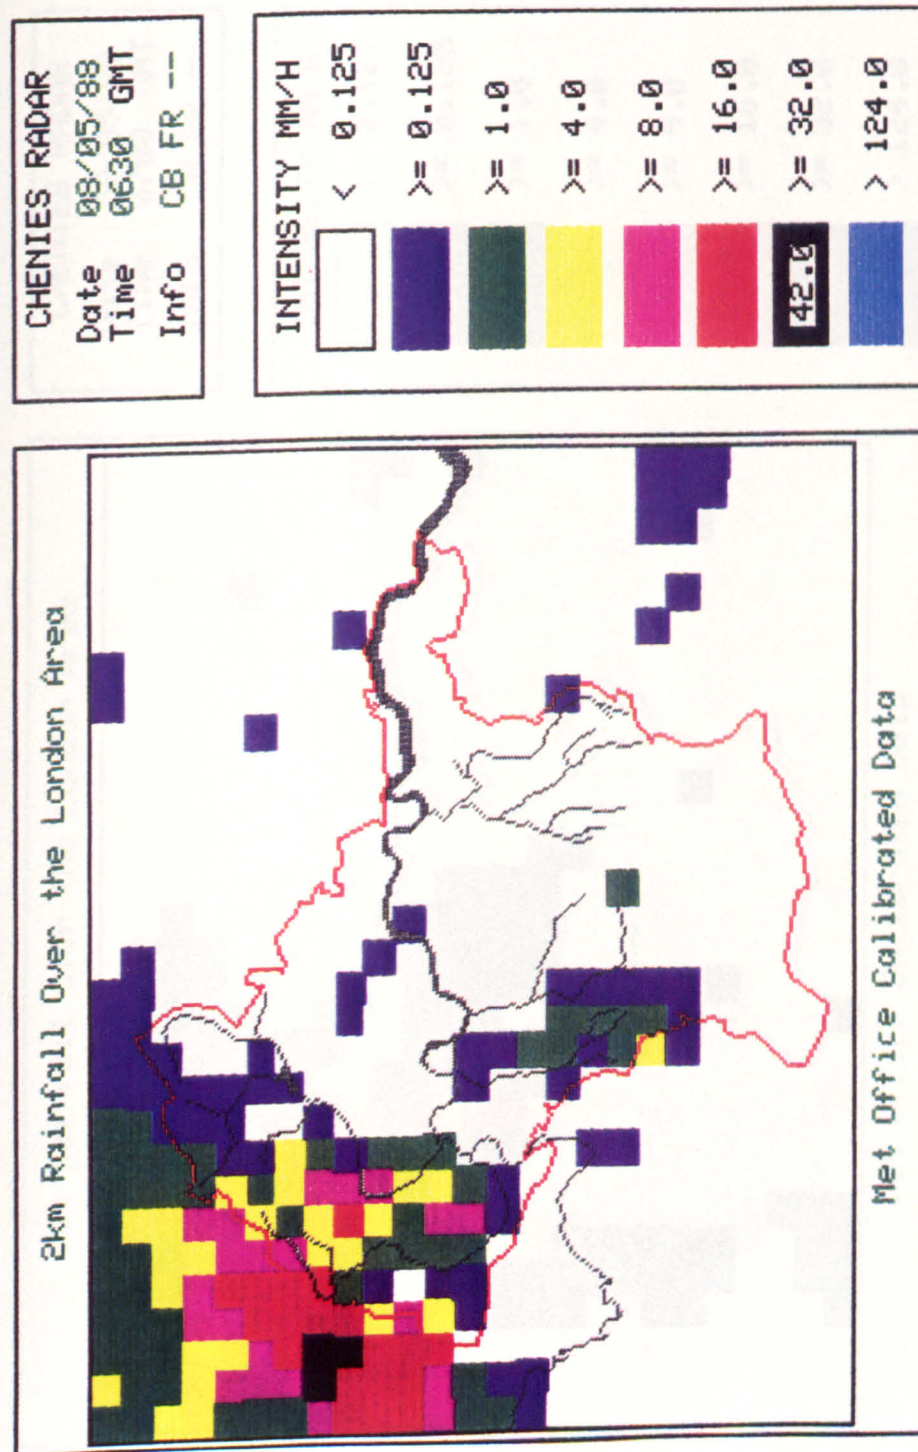 2km Rainfall Over the London Area
Met Office Calibrated Data
CHENIES RADAR
Date 08/05/88
Time 0630 GMT
Info CB FR --
INTENSITY MM/H
< 0.125
>= 0.125
>= 1.0
>= 4.0
>= 8.0
>= 16.0
42.0 >= 32.0
> 124.0